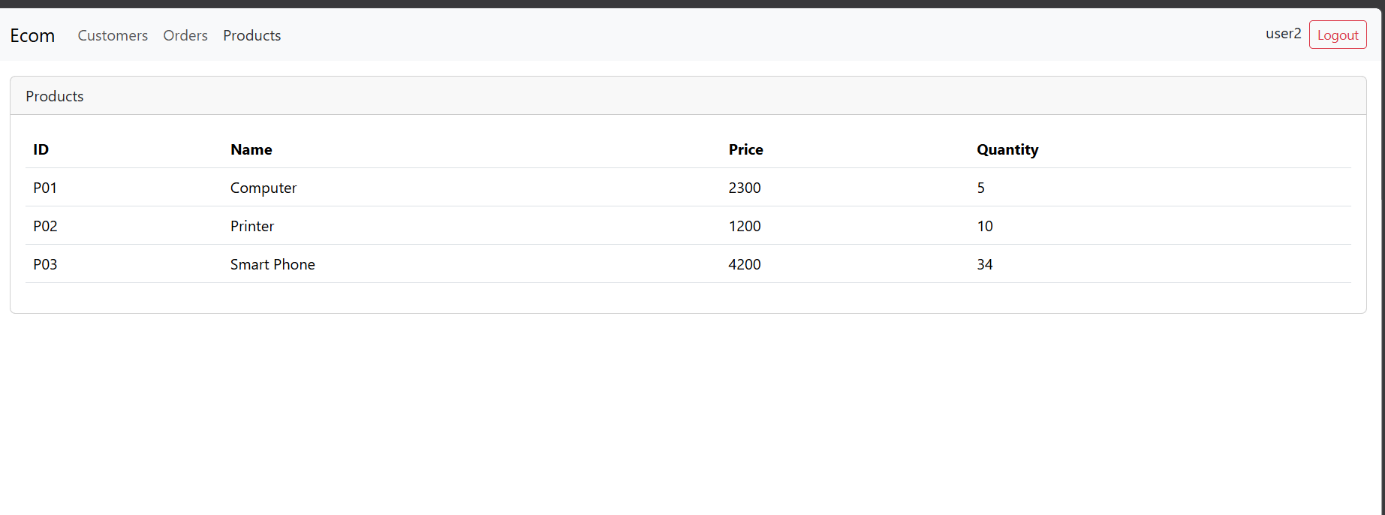 Ecom Customers Orders Products user2 Logout
Products
ID Name Price Quantity
P01 Computer 2300 5
P02 Printer 1200 10
P03 Smart Phone 4200 34